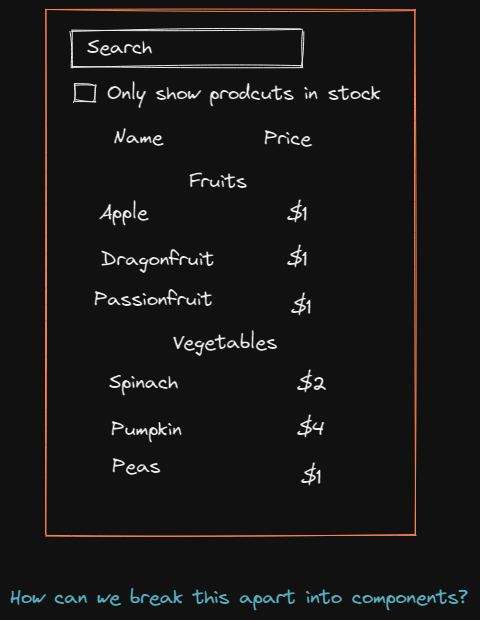 Search
Only show prodcuts in stock
Name Price
Fruits
Apple $1
Dragonfruit $1
Passionfruit $1
Vegetables
Spinach $2
Pumpkin $4
Peas $1
How can we break this apart into components?